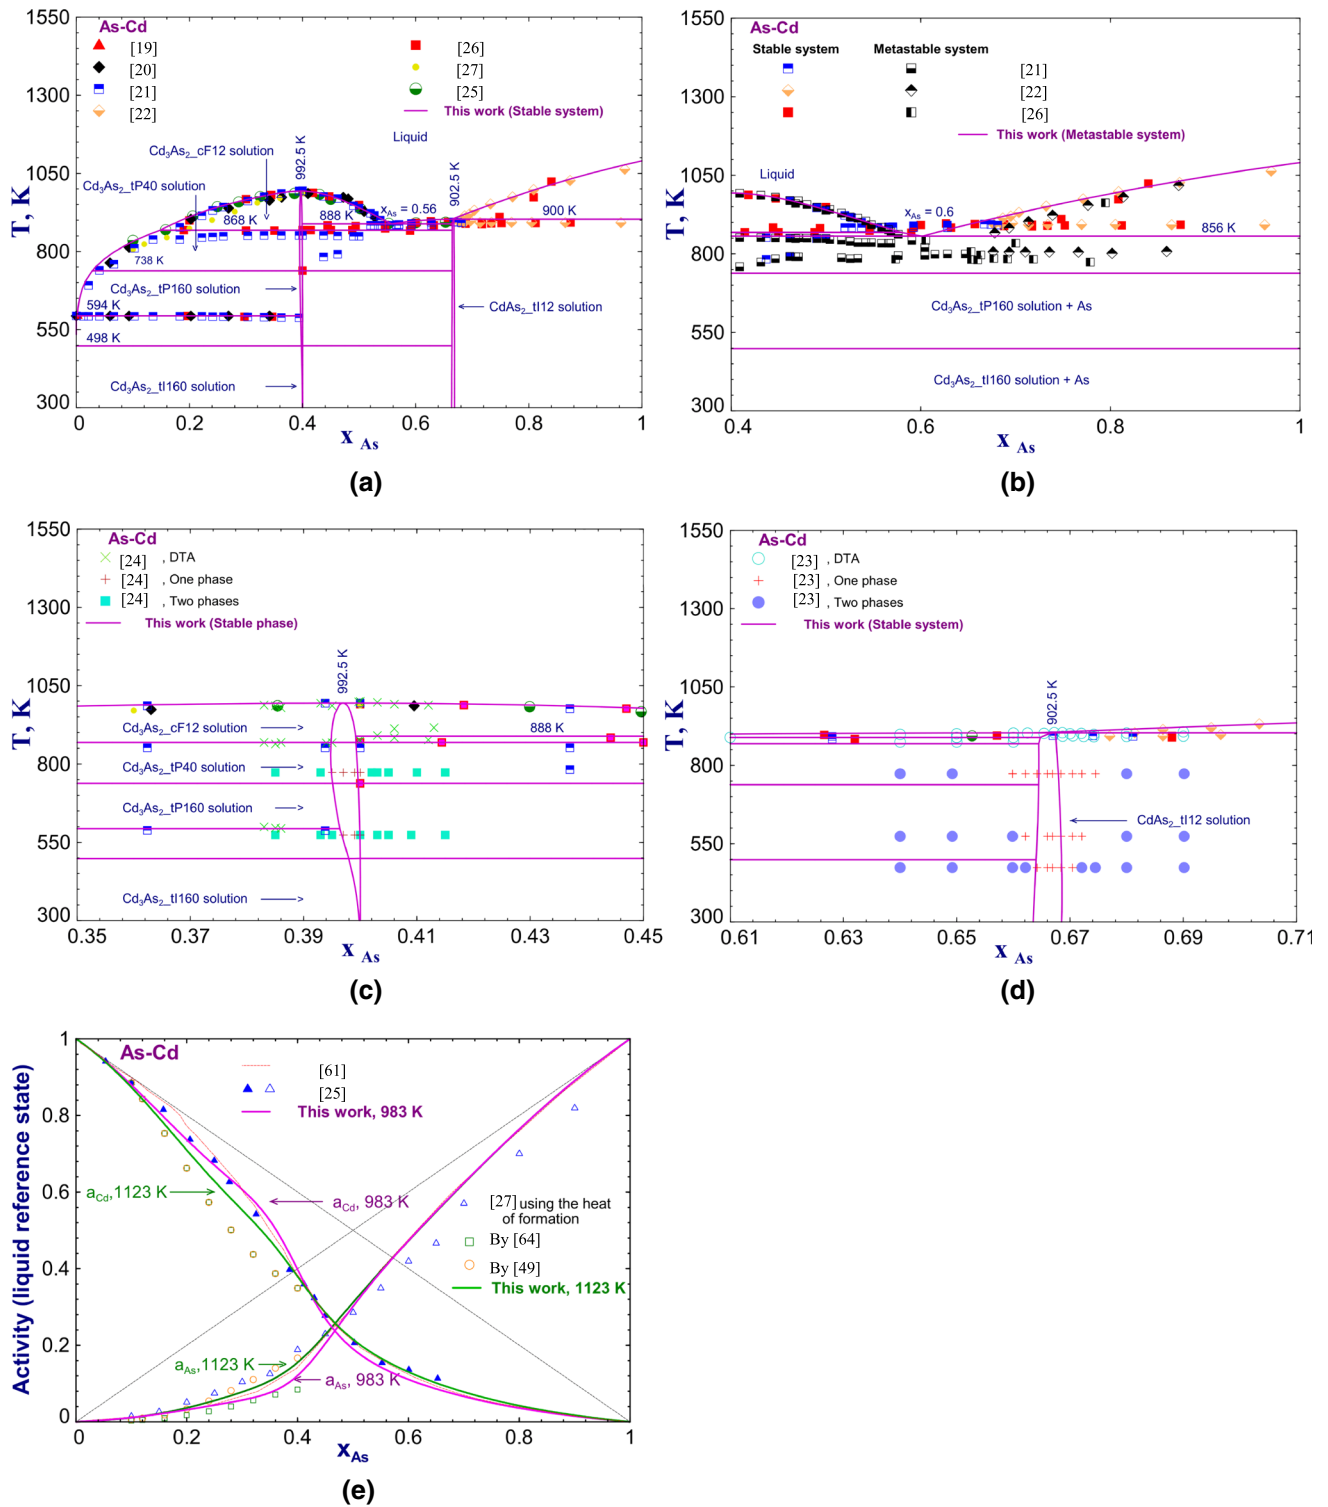 As-Cd
[19]
[20]
[21]
[22]
[26]
[27]
[25]
This work (Stable system)
Liquid
992.5 K
902.5 K
Cd3As2_cF12 solution
Cd3As2_tP40 solution
868 K
888 K
xAs = 0.56
900 K
738 K
Cd3As2_tP160 solution
CdAs2_tI12 solution
594 K
498 K
Cd3As2_tI160 solution
T, K
1550
1300
1050
800
550
300
0
0.2
0.4
0.6
0.8
1
x As
(a)
As-Cd
Stable system
Metastable system
[21]
[22]
[26]
This work (Metastable system)
Liquid
xAs = 0.6
856 K
Cd3As2_tP160 solution + As
Cd3As2_tI160 solution + As
T, K
1550
1300
1050
800
550
300
0.4
0.6
0.8
1
x As
(b)
As-Cd
[24] , DTA
[24] , One phase
[24] , Two phases
This work (Stable phase)
992.5 K
Cd3As2_cF12 solution
888 K
Cd3As2_tP40 solution
Cd3As2_tP160 solution
Cd3As2_tI160 solution
T, K
1550
1300
1050
800
550
300
0.35
0.37
0.39
0.41
0.43
0.45
x As
(c)
As-Cd
[23] , DTA
[23] , One phase
[23] , Two phases
This work (Stable system)
902.5 K
CdAs2_tI12 solution
T, K
1550
1300
1050
800
550
300
0.61
0.63
0.65
0.67
0.69
0.71
x As
(d)
As-Cd
[61]
[25]
This work, 983 K
aCd, 1123 K
aCd, 983 K
[27] using the heat
of formation
By [64]
By [49]
This work, 1123 K
aAs, 1123 K
aAs, 983 K
Activity (liquid reference state)
1
0.8
0.6
0.4
0.2
0
0
0.2
0.4
0.6
0.8
1
xAs
(e)